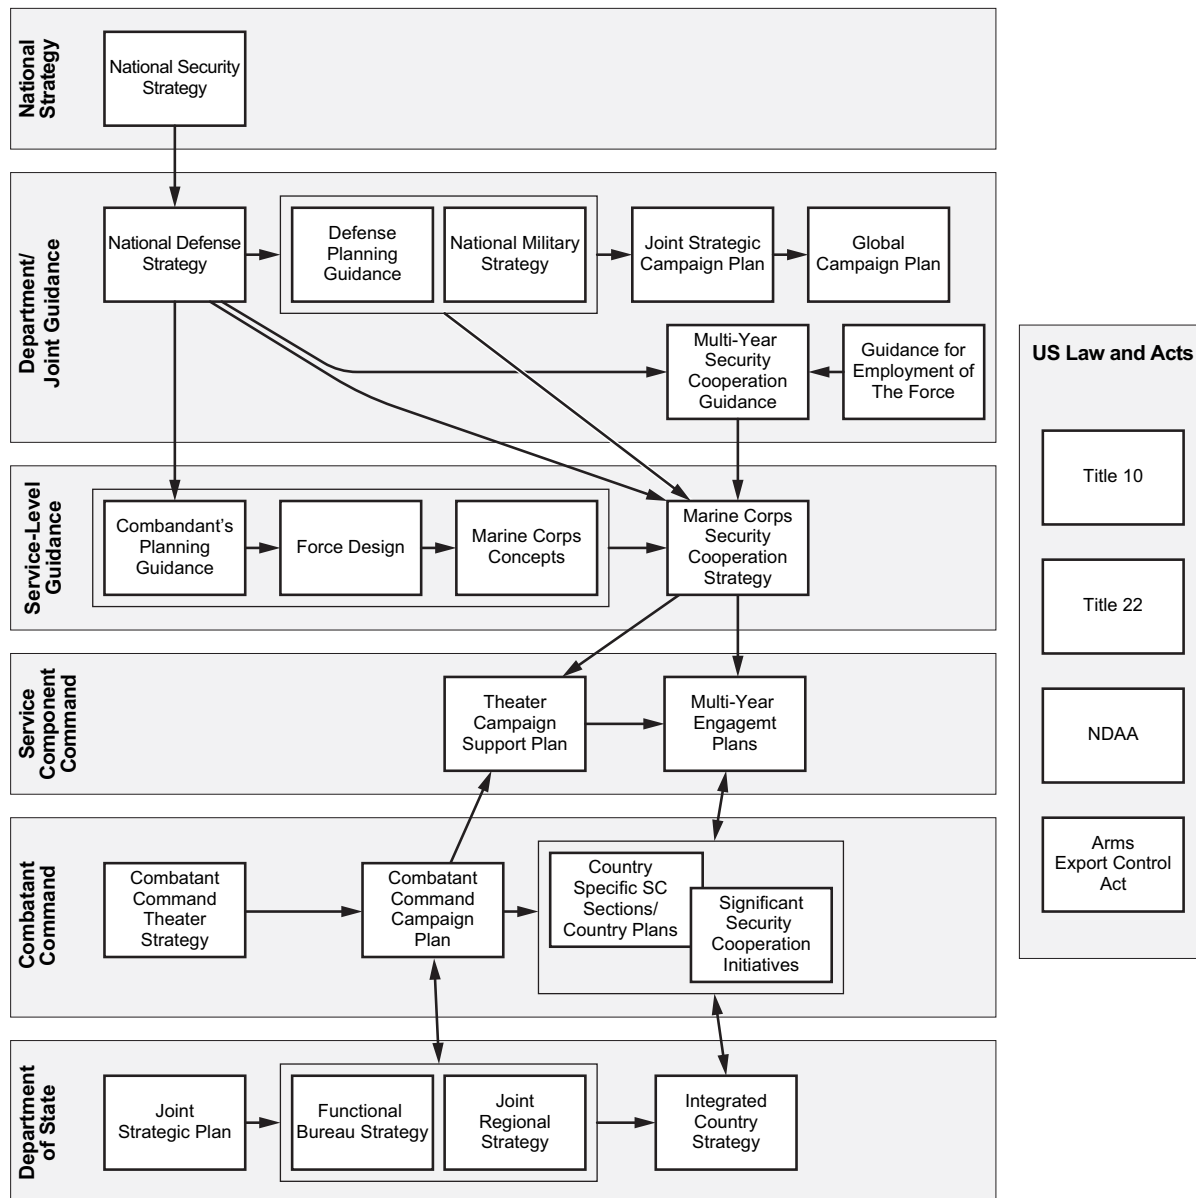 National
Strategy
National Security
Strategy
Department/
Joint Guidance
National Defense
Strategy
Defense
Planning
Guidance
National Military
Strategy
Joint Strategic
Campaign Plan
Global
Campaign Plan
Multi-Year
Security
Cooperation
Guidance
Guidance for
Employment of
The Force
Service-Level
Guidance
Combandant's
Planning
Guidance
Force Design
Marine Corps
Concepts
Marine Corps
Security
Cooperation
Strategy
Service
Component
Command
Theater
Campaign
Support Plan
Multi-Year
Engagemt
Plans
Combatant
Command
Combatant
Command
Theater
Strategy
Combatant
Command
Campaign
Plan
Country
Specific SC
Sections/
Country Plans
Significant
Security
Cooperation
Initiatives
Department
of State
Joint
Strategic Plan
Functional
Bureau Strategy
Joint
Regional
Strategy
Integrated
Country
Strategy
US Law and Acts
Title 10
Title 22
NDAA
Arms
Export Control
Act